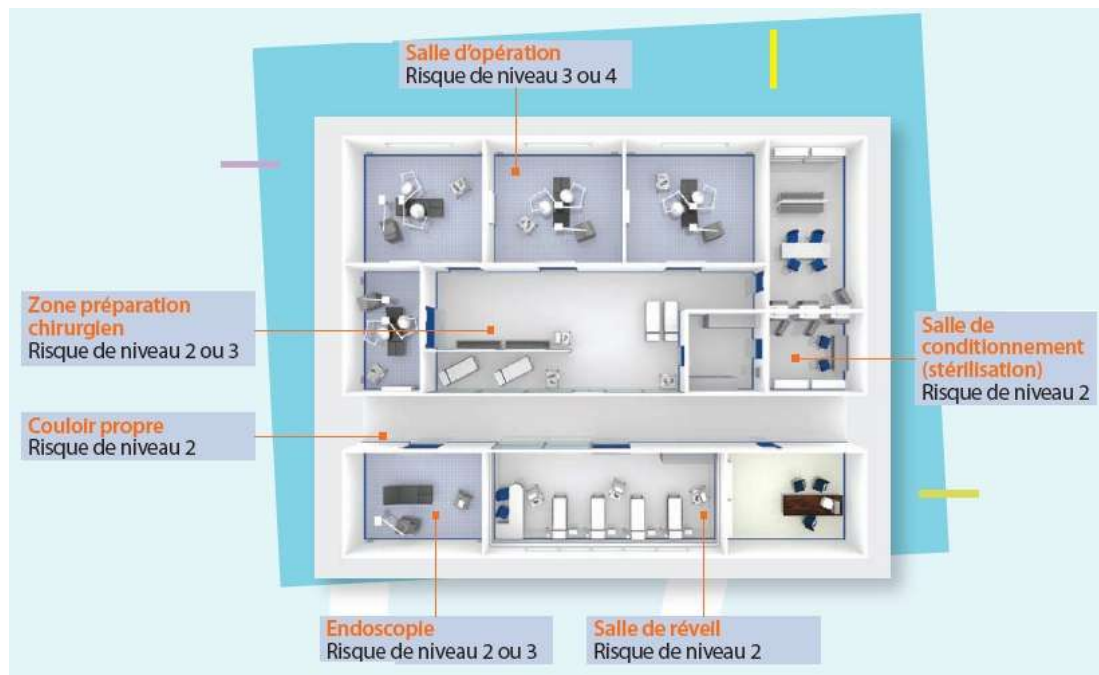 Salle d'opération
Risque de niveau 3 ou 4
Zone préparation
chirurgien
Risque de niveau 2 ou 3
Salle de
conditionnement
(stérilisation)
Risque de niveau 2
Couloir propre
Risque de niveau 2
Endoscopie
Risque de niveau 2 ou 3
Salle de réveil
Risque de niveau 2